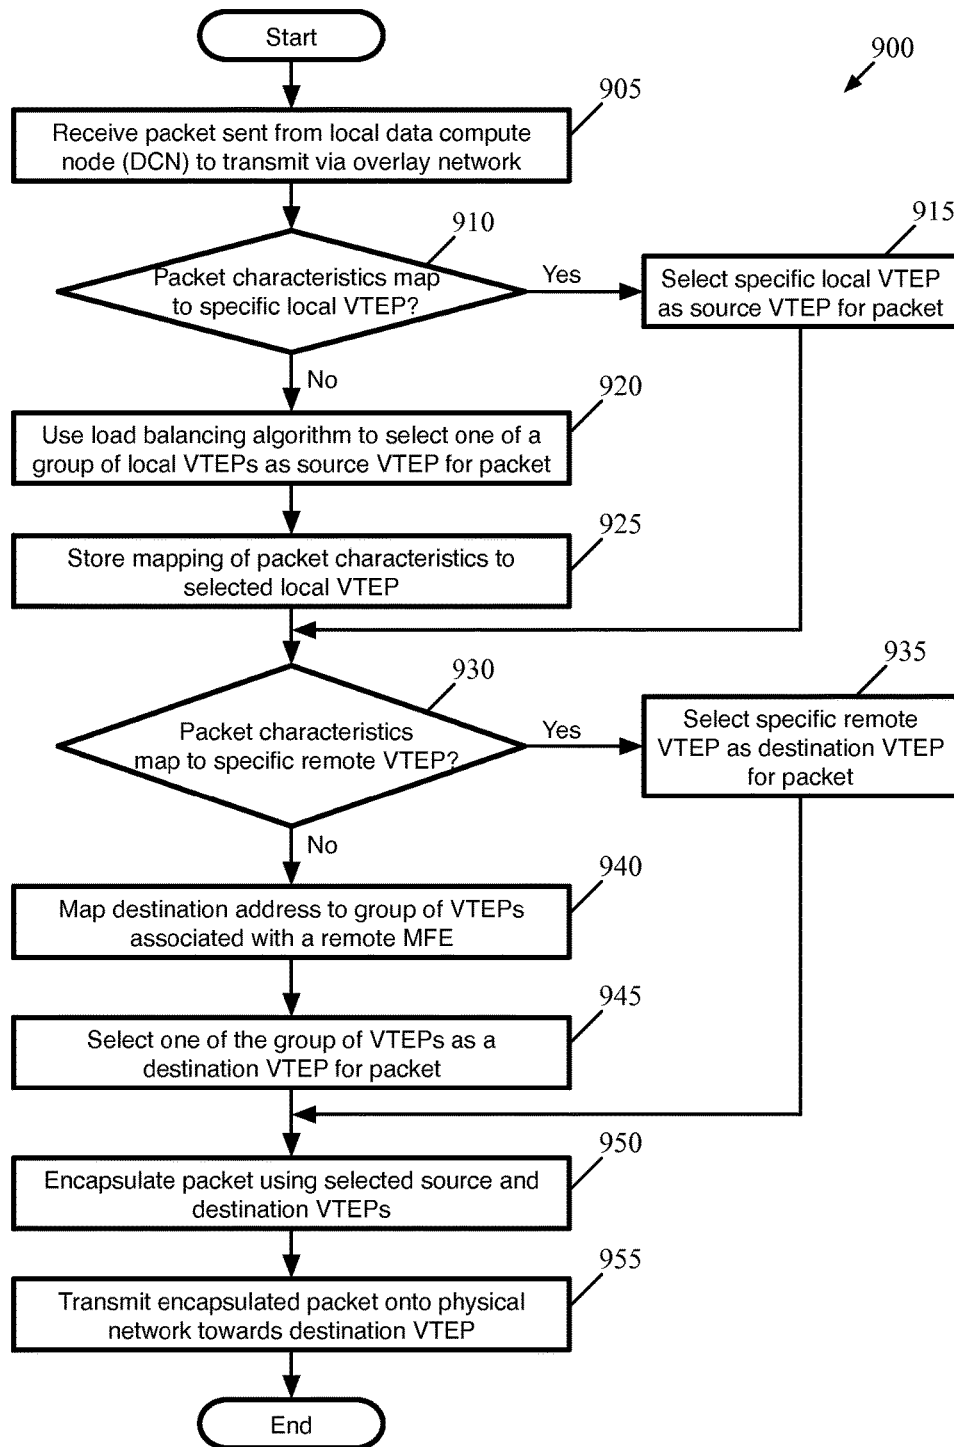 Start
900
905
Receive packet sent from local data compute
node (DCN) to transmit via overlay network
910
Packet characteristics map
to specific local VTEP?
Yes
915
Select specific local VTEP
as source VTEP for packet
No
920
Use load balancing algorithm to select one of a
group of local VTEPs as source VTEP for packet
925
Store mapping of packet characteristics to
selected local VTEP
930
Packet characteristics
map to specific remote VTEP?
Yes
935
Select specific remote
VTEP as destination VTEP
for packet
No
940
Map destination address to group of VTEPs
associated with a remote MFE
945
Select one of the group of VTEPs as a
destination VTEP for packet
950
Encapsulate packet using selected source and
destination VTEPs
955
Transmit encapsulated packet onto physical
network towards destination VTEP
End